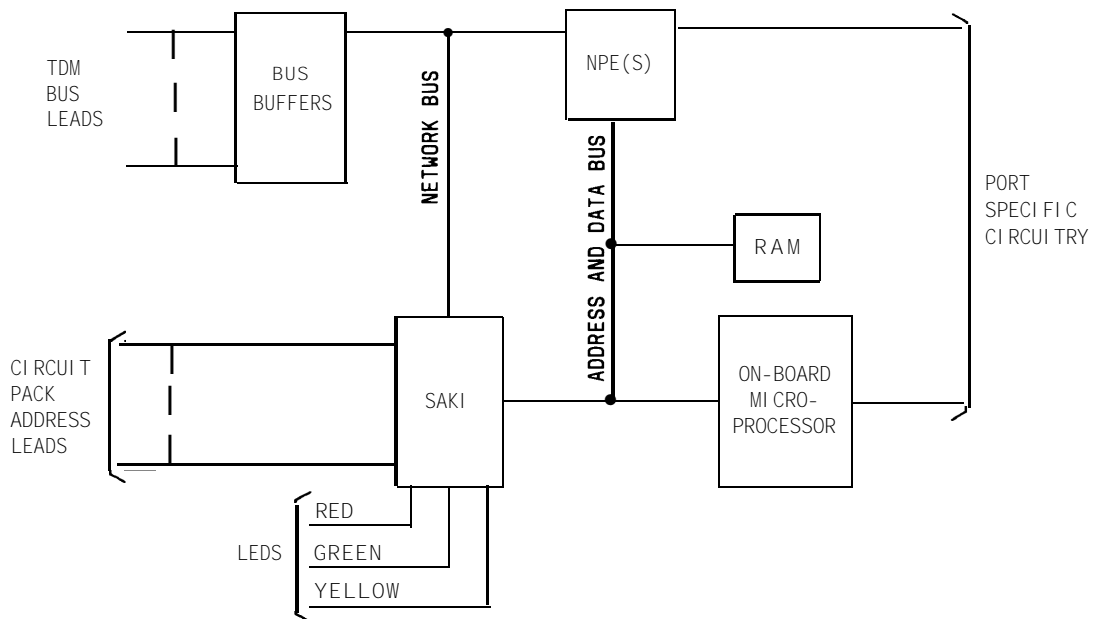 TDM
BUS
LEADS
BUS
BUFFERS
NETWORK BUS
NPE(S)
ADDRESS AND DATA BUS
RAM
PORT
SPECIFIC
CIRCUITRY
CIRCUIT
PACK
ADDRESS
LEADS
SAKI
ON-BOARD
MICRO-
PROCESSOR
LEDS
RED
GREEN
YELLOW